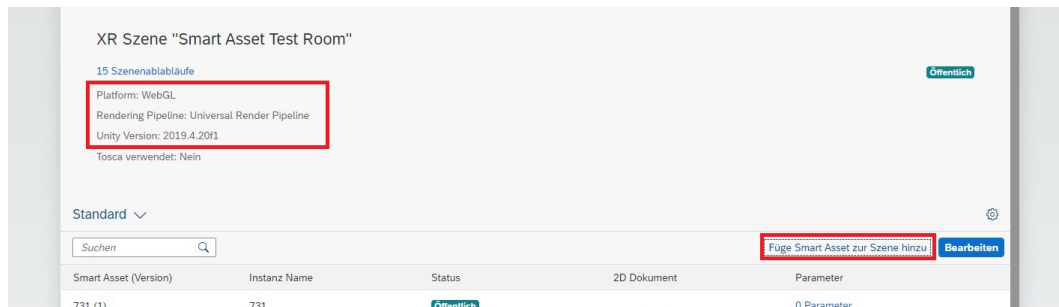 XR Szene "Smart Asset Test Room"
15 Szenenablabläufe
Öffentlich
Platform: WebGL
Rendering Pipeline: Universal Render Pipeline
Unity Version: 2019.4.20f1
Tosca verwendet: Nein
Standard
Suchen
Füge Smart Asset zur Szene hinzu Bearbeiten
Smart Asset (Version) Instanz Name Status 2D Dokument Parameter
731 (1) 731 Öffentlich 0 Parameter